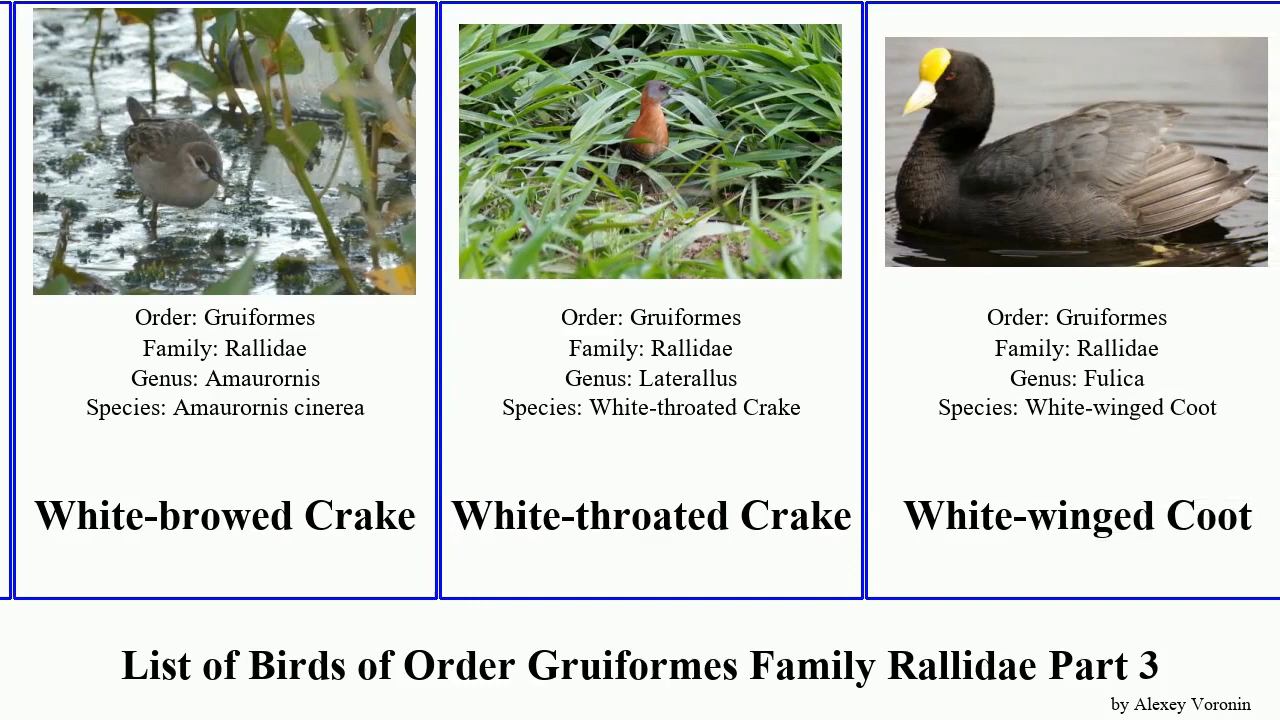 Order: Gruiformes
Family: Rallidae
Genus: Amaurornis
Species: Amaurornis cinerea
White-browed Crake
Order: Gruiformes
Family: Rallidae
Genus: Laterallus
Species: White-throated Crake
White-throated Crake
Order: Gruiformes
Family: Rallidae
Genus: Fulica
Species: White-winged Coot
White-winged Coot
List of Birds of Order Gruiformes Family Rallidae Part 3
by Alexey Voronin